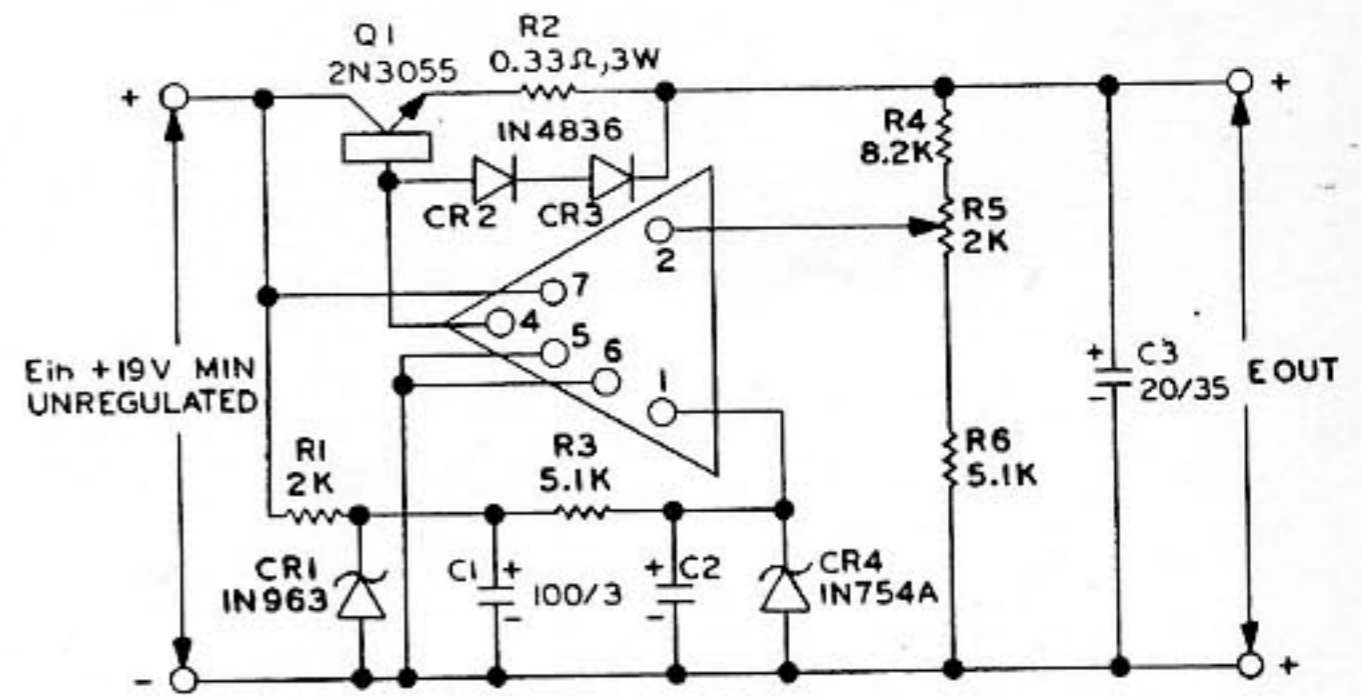 Q1
2N3055
R2
0.33Ω,3W
+
+
IN4836
CR2
CR3
R4
8.2K
R5
2K
2
7
4
5
6
1
Ein +19V MIN
UNREGULATED
+
-
C3
20/35
E OUT
R1
2K
R3
5.1K
R6
5.1K
CR1
IN963
C1
+
-
100/3
+
-
C2
CR4
IN754A
-
+